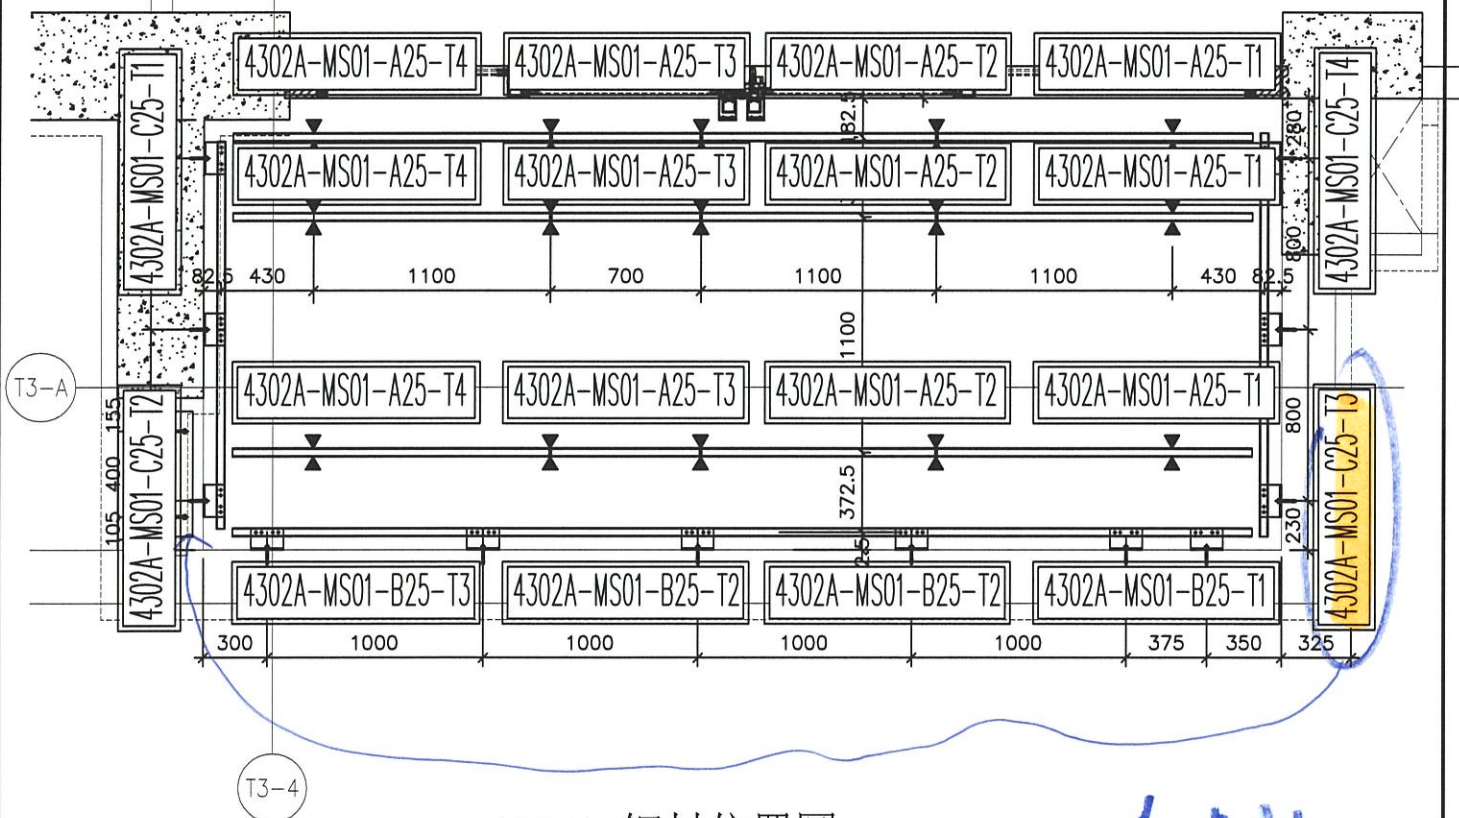 4302A-MS01-A25-T4 4302A-MS01-A25-T3 4302A-MS01-A25-T2 4302A-MS01-A25-T1
4302A-MS01-C25-T1
4302A-MS01-C25-T4
82.5
280
4302A-MS01-A25-T4 4302A-MS01-A25-T3 4302A-MS01-A25-T2 4302A-MS01-A25-T1
800
82.5 430 1100 700 1100 1100 430 82.5
1100
T3-A
4302A-MS01-A25-T4 4302A-MS01-A25-T3 4302A-MS01-A25-T2 4302A-MS01-A25-T1
155
400
105
4302A-MS01-C25-T2
800
230
4302A-MS01-C25-T3
372.5
4302A-MS01-B25-T3 4302A-MS01-B25-T2 4302A-MS01-B25-T2 4302A-MS01-B25-T1
300 1000 1000 1000 1000 375 350 325
T3-4